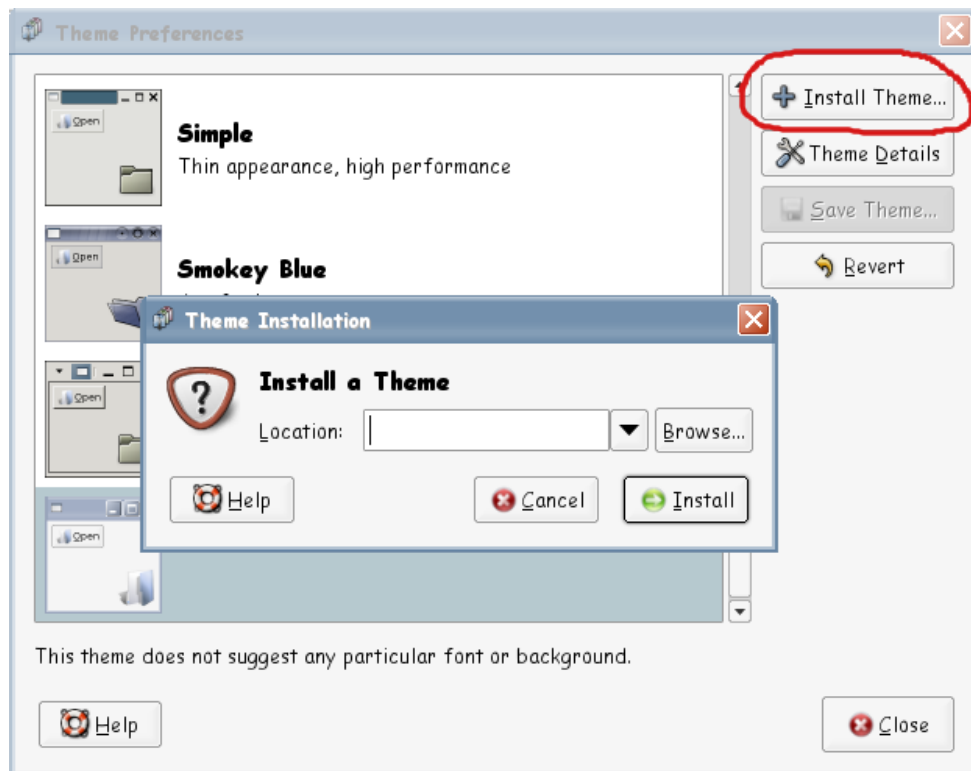 Theme Preferences
Open
Simple
Thin appearance, high performance
Install Theme...
Theme Details
Save Theme...
Revert
Open
Smokey Blue
Theme Installation
Install a Theme
Location:
Browse...
Help
Cancel
Install
Open
Open
This theme does not suggest any particular font or background.
Help
Close